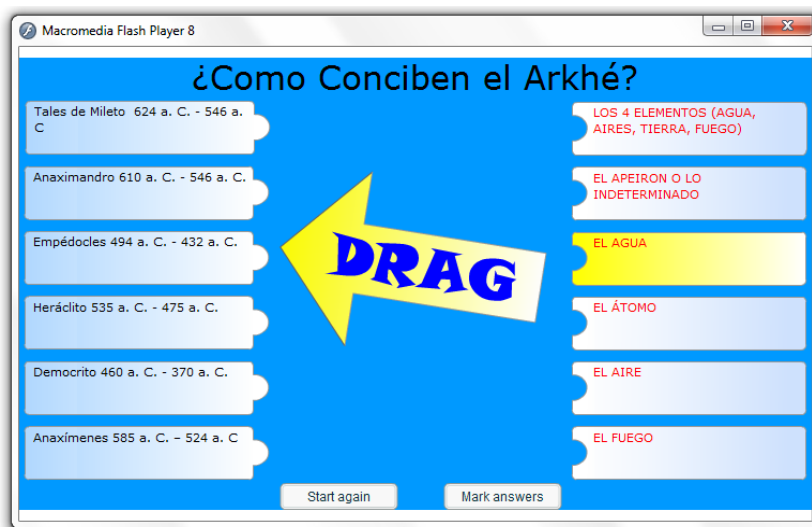 Macromedia Flash Player 8
¿Como Conciben el Arkhé?
Tales de Mileto 624 a. C. - 546 a.
C
Anaximandro 610 a. C. - 546 a. C.
Empédocles 494 a. C. - 432 a. C.
Heráclito 535 a. C. - 475 a. C.
Democrito 460 a. C. - 370 a. C.
Anaxímenes 585 a. C. – 524 a. C
DRAG
LOS 4 ELEMENTOS (AGUA,
AIRES, TIERRA, FUEGO)
EL APEIRON O LO
INDETERMINADO
EL AGUA
EL ÁTOMO
EL AIRE
EL FUEGO
Start again
Mark answers